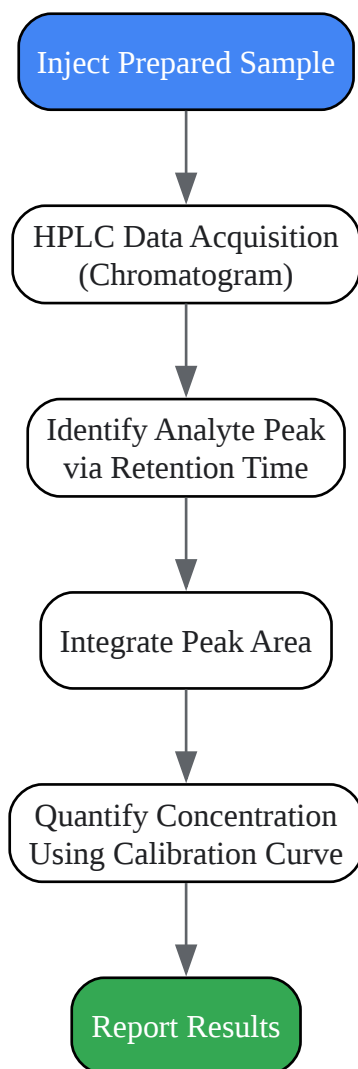 Inject Prepared Sample
HPLC Data Acquisition
(Chromatogram)
Identify Analyte Peak
via Retention Time
Integrate Peak Area
Quantify Concentration
Using Calibration Curve
Report Results